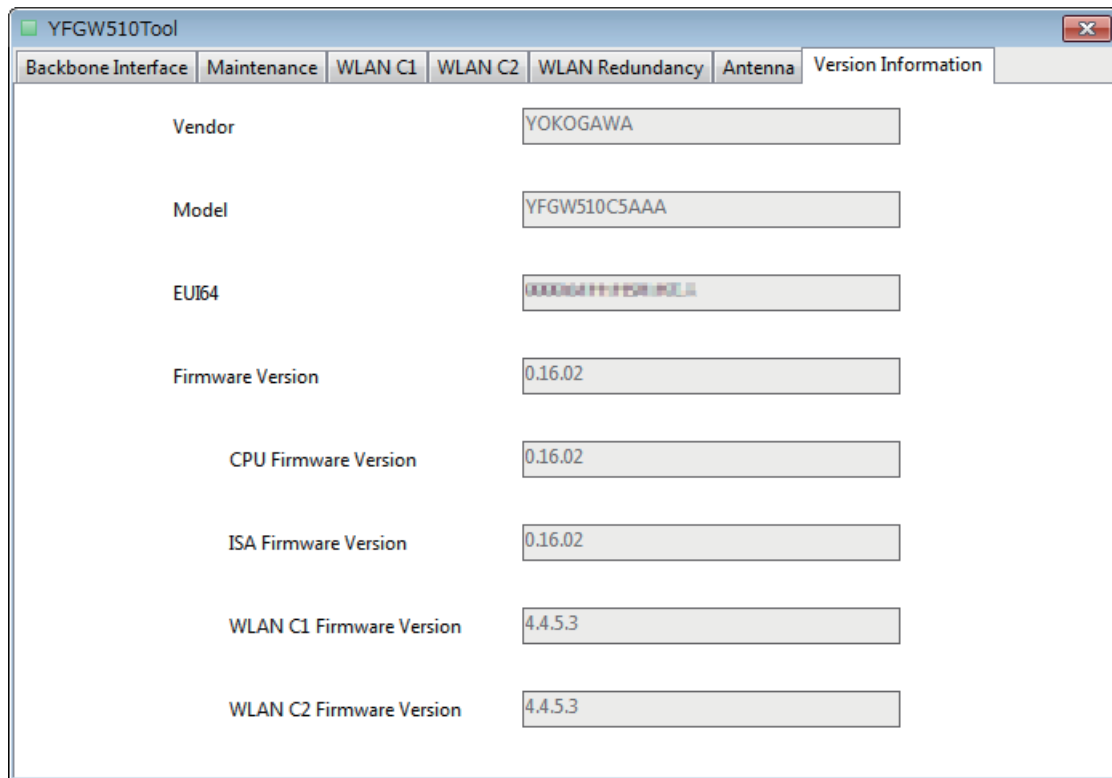 YFGW510Tool
Backbone Interface Maintenance WLAN C1 WLAN C2 WLAN Redundancy Antenna Version Information
Vendor YOKOGAWA
Model YFGW510C5AAA
EUI64
Firmware Version 0.16.02
CPU Firmware Version 0.16.02
ISA Firmware Version 0.16.02
WLAN C1 Firmware Version 4.4.5.3
WLAN C2 Firmware Version 4.4.5.3